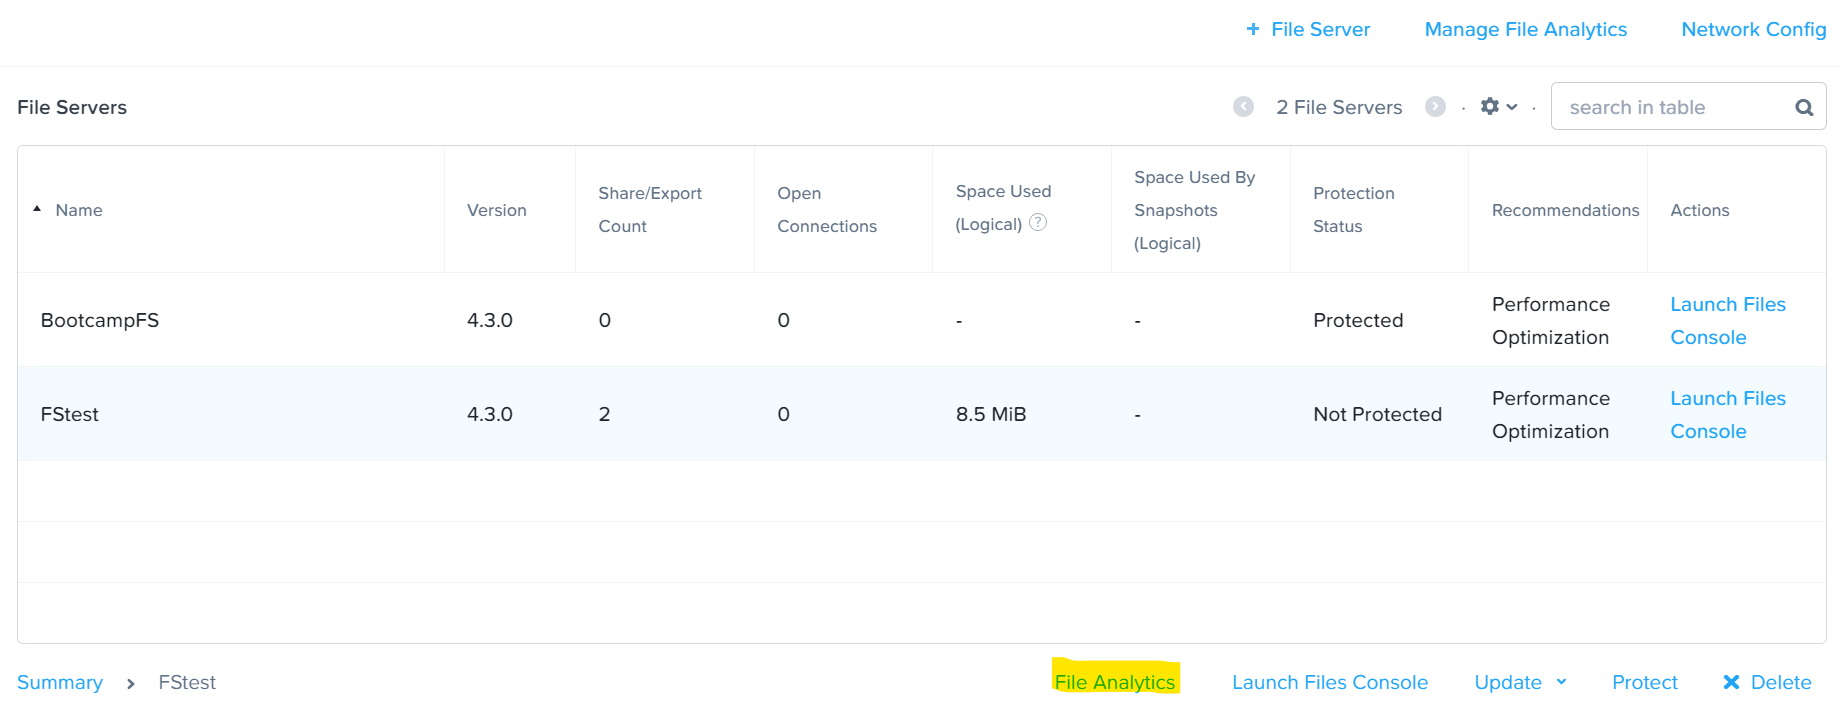 + File Server Manage File Analytics Network Config
File Servers
2 File Servers
search in table
Name
Version
Share/Export
Count
Open
Connections
Space Used
(Logical) ?
Space Used By
Snapshots
(Logical)
Protection
Status
Recommendations
Actions
BootcampFS
4.3.0
0
0
-
-
Protected
Performance
Optimization
Launch Files
Console
FStest
4.3.0
2
0
8.5 MiB
-
Not Protected
Performance
Optimization
Launch Files
Console
Summary > FStest
File Analytics
Launch Files Console
Update
Protect
Delete